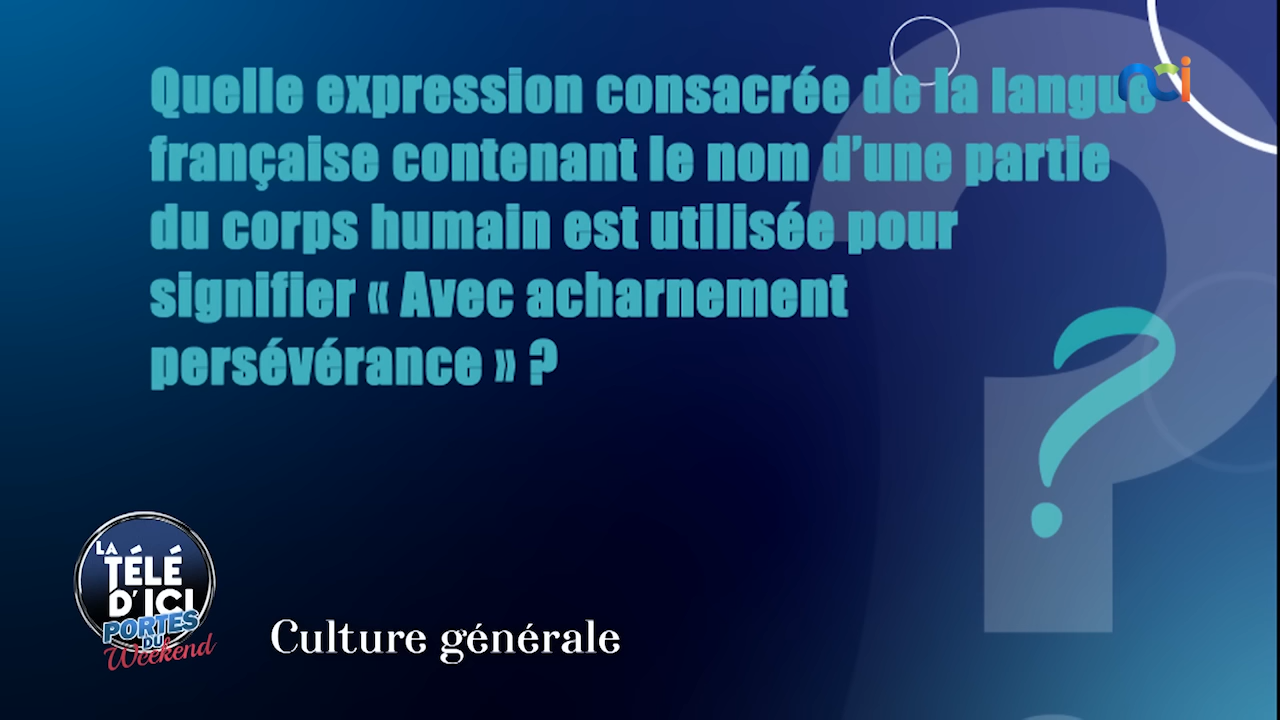 Quelle expression consacrée de la langue
française contenant le nom d’une partie
du corps humain est utilisée pour
signifier « Avec acharnement
persévérance » ?
nci
?
LA
TÉLÉ
D’ICI
PORTES
DU
Weekend
Culture générale